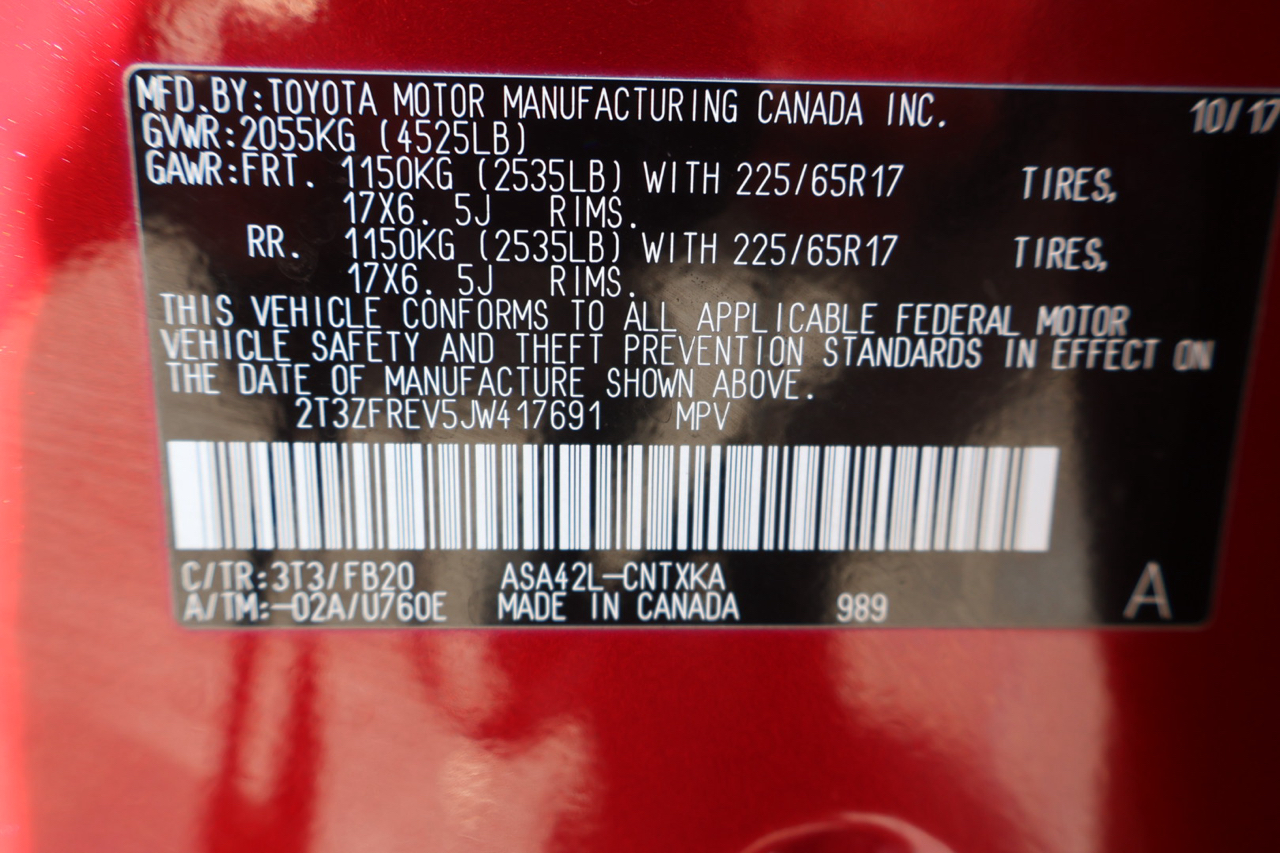 MFD.BY:TOYOTA MOTOR MANUFACTURING CANADA INC. 10/17
GVWR:2055KG (4525LB)
GAWR:FRT. 1150KG (2535LB) WITH 225/65R17 TIRES,
17X6. 5J RIMS.
RR. 1150KG (2535LB) WITH 225/65R17 TIRES,
17X6. 5J RIMS.
THIS VEHICLE CONFORMS TO ALL APPLICABLE FEDERAL MOTOR
VEHICLE SAFETY AND THEFT PREVENTION STANDARDS IN EFFECT ON
THE DATE OF MANUFACTURE SHOWN ABOVE.
2T3ZFREV5JW417691 MPV
C/TR:3T3/FB20 ASA42L-CNTXKA
A/TM:-02A/U760E MADE IN CANADA 989 A